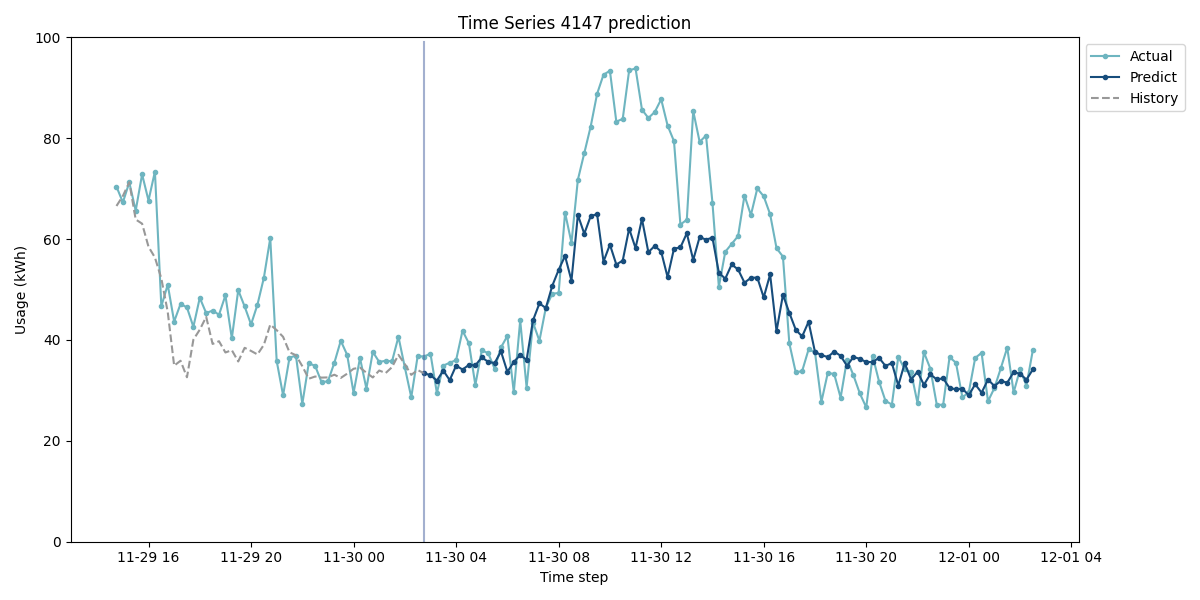 Time Series 4147 prediction
Usage (kWh)
100
80
60
40
20
0
11-29 16
11-29 20
11-30 00
11-30 04
11-30 08
11-30 12
11-30 16
11-30 20
12-01 00
12-01 04
Time step
Actual
Predict
History